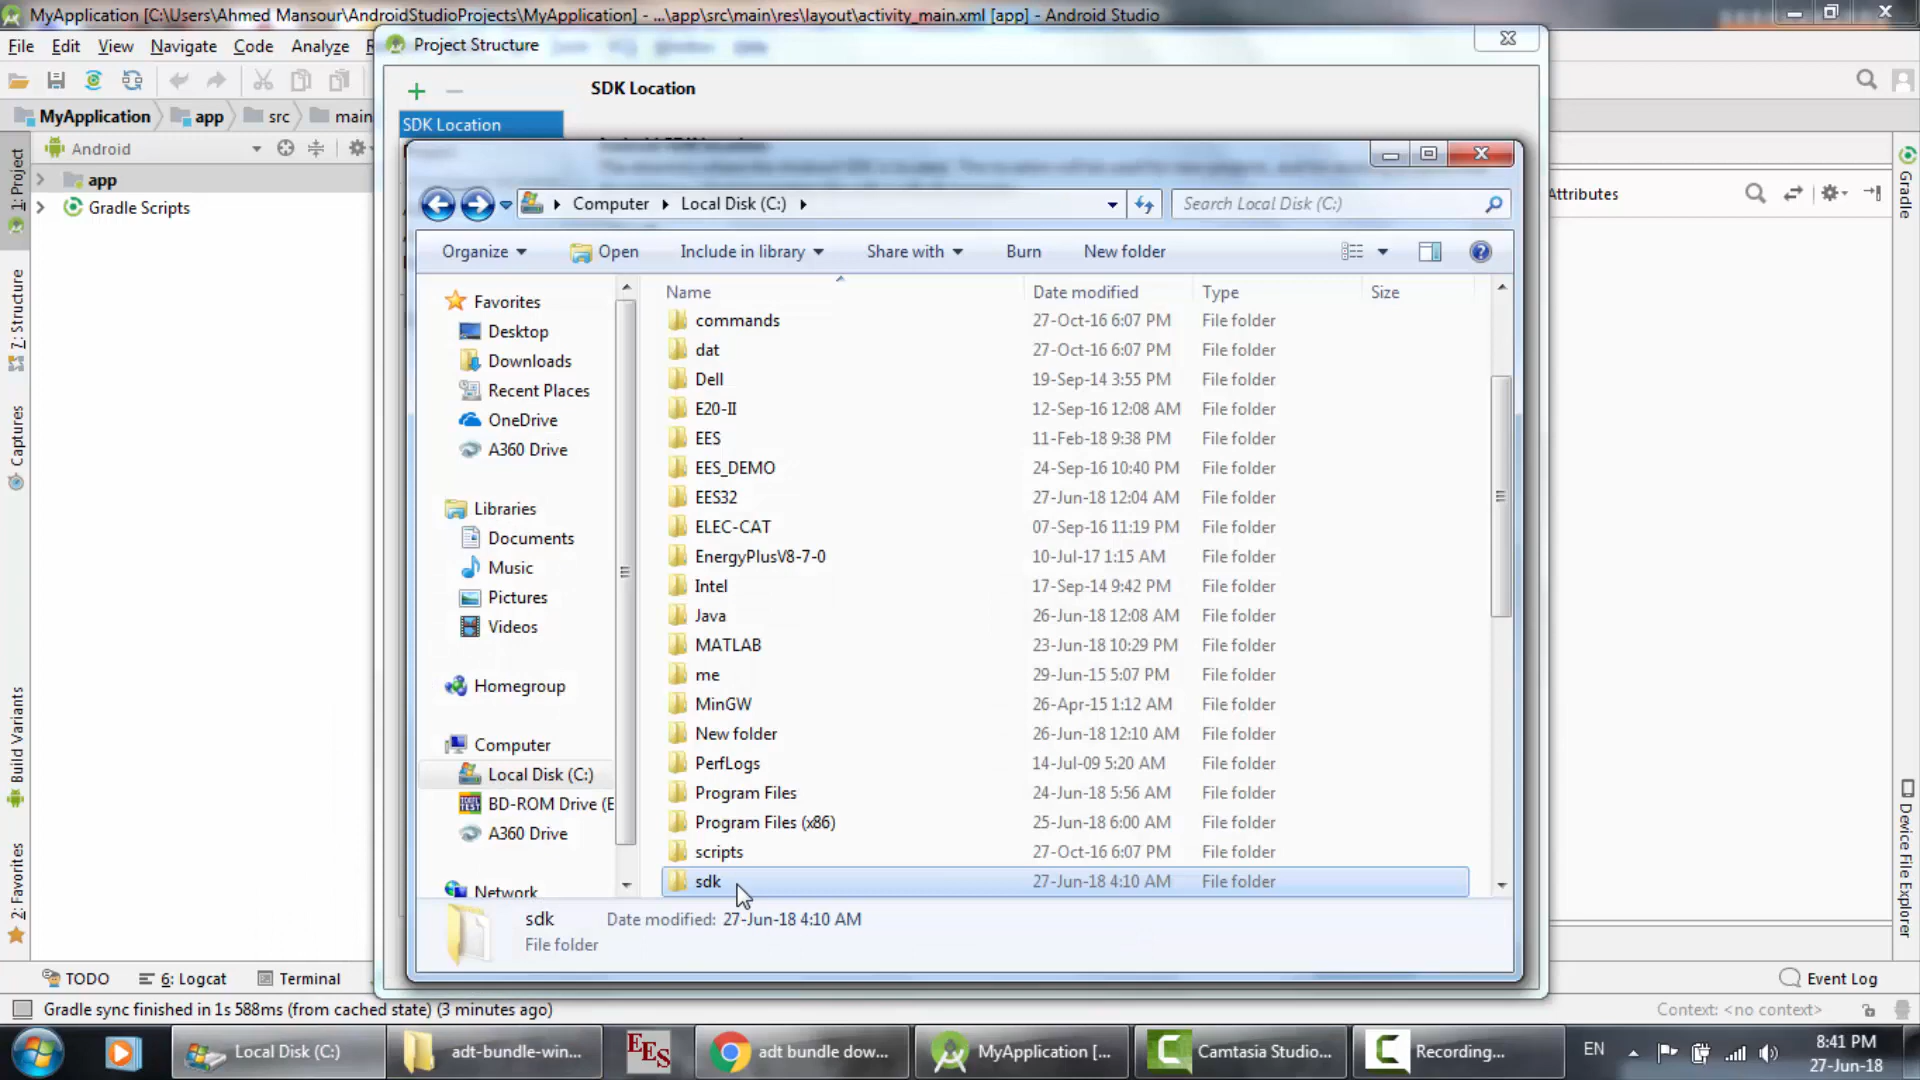 MyApplication [C:\Users\Ahmed Mansour\AndroidStudioProjects\MyApplication] - ...\app\src\main\res\layout\activity_main.xml [app] - Android Studio
File Edit View Navigate Code Analyze
Project Structure
SDK Location
SDK Location
MyApplication app src main
Android
app
Gradle Scripts
1: Project
7: Structure
Captures
Build Variants
2: Favorites
Computer Local Disk (C:)
Search Local Disk (C:)
Organize Open Include in library Share with Burn New folder
Favorites
Desktop
Downloads
Recent Places
OneDrive
A360 Drive
Libraries
Documents
Music
Pictures
Videos
Homegroup
Computer
Local Disk (C:)
BD-ROM Drive (E
A360 Drive
Network
Name Date modified Type Size
commands 27-Oct-16 6:07 PM File folder
dat 27-Oct-16 6:07 PM File folder
Dell 19-Sep-14 3:55 PM File folder
E20-II 12-Sep-16 12:08 AM File folder
EES 11-Feb-18 9:38 PM File folder
EES_DEMO 24-Sep-16 10:40 PM File folder
EES32 27-Jun-18 12:04 AM File folder
ELEC-CAT 07-Sep-16 11:19 PM File folder
EnergyPlusV8-7-0 10-Jul-17 1:15 AM File folder
Intel 17-Sep-14 9:42 PM File folder
Java 26-Jun-18 12:08 AM File folder
MATLAB 23-Jun-18 10:29 PM File folder
me 29-Jun-15 5:07 PM File folder
MinGW 26-Apr-15 1:12 AM File folder
New folder 26-Jun-18 12:10 AM File folder
PerfLogs 14-Jul-09 5:20 AM File folder
Program Files 24-Jun-18 5:56 AM File folder
Program Files (x86) 25-Jun-18 6:00 AM File folder
scripts 27-Oct-16 6:07 PM File folder
sdk 27-Jun-18 4:10 AM File folder
sdk Date modified: 27-Jun-18 4:10 AM
File folder
Attributes
Gradle
Device File Explorer
TODO 6: Logcat Terminal Event Log
Gradle sync finished in 1s 588ms (from cached state) (3 minutes ago) Context: <no context>
Local Disk (C:) adt-bundle-win... EES adt bundle dow... MyApplication [... Camtasia Studio... Recording... EN 8:41 PM
27-Jun-18